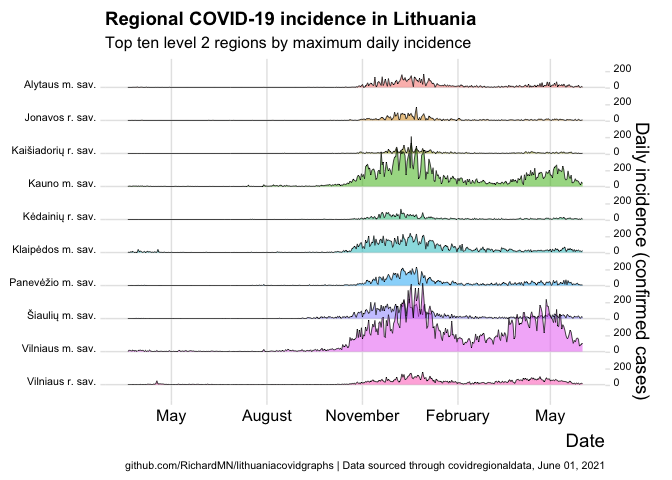 Regional COVID-19 incidence in Lithuania
Top ten level 2 regions by maximum daily incidence
Alytaus m. sav.
Jonavos r. sav.
Kaišiadorių r. sav.
Kauno m. sav.
Kėdainių r. sav.
Klaipėdos m. sav.
Panevėžio m. sav.
Šiaulių m. sav.
Vilniaus m. sav.
Vilniaus r. sav.
200
0
200
0
200
0
200
0
200
0
200
0
200
0
200
0
200
0
200
0
Daily incidence (confirmed cases)
May August November February May
Date
github.com/RichardMN/lithuaniacovidgraphs | Data sourced through covidregionaldata, June 01, 2021